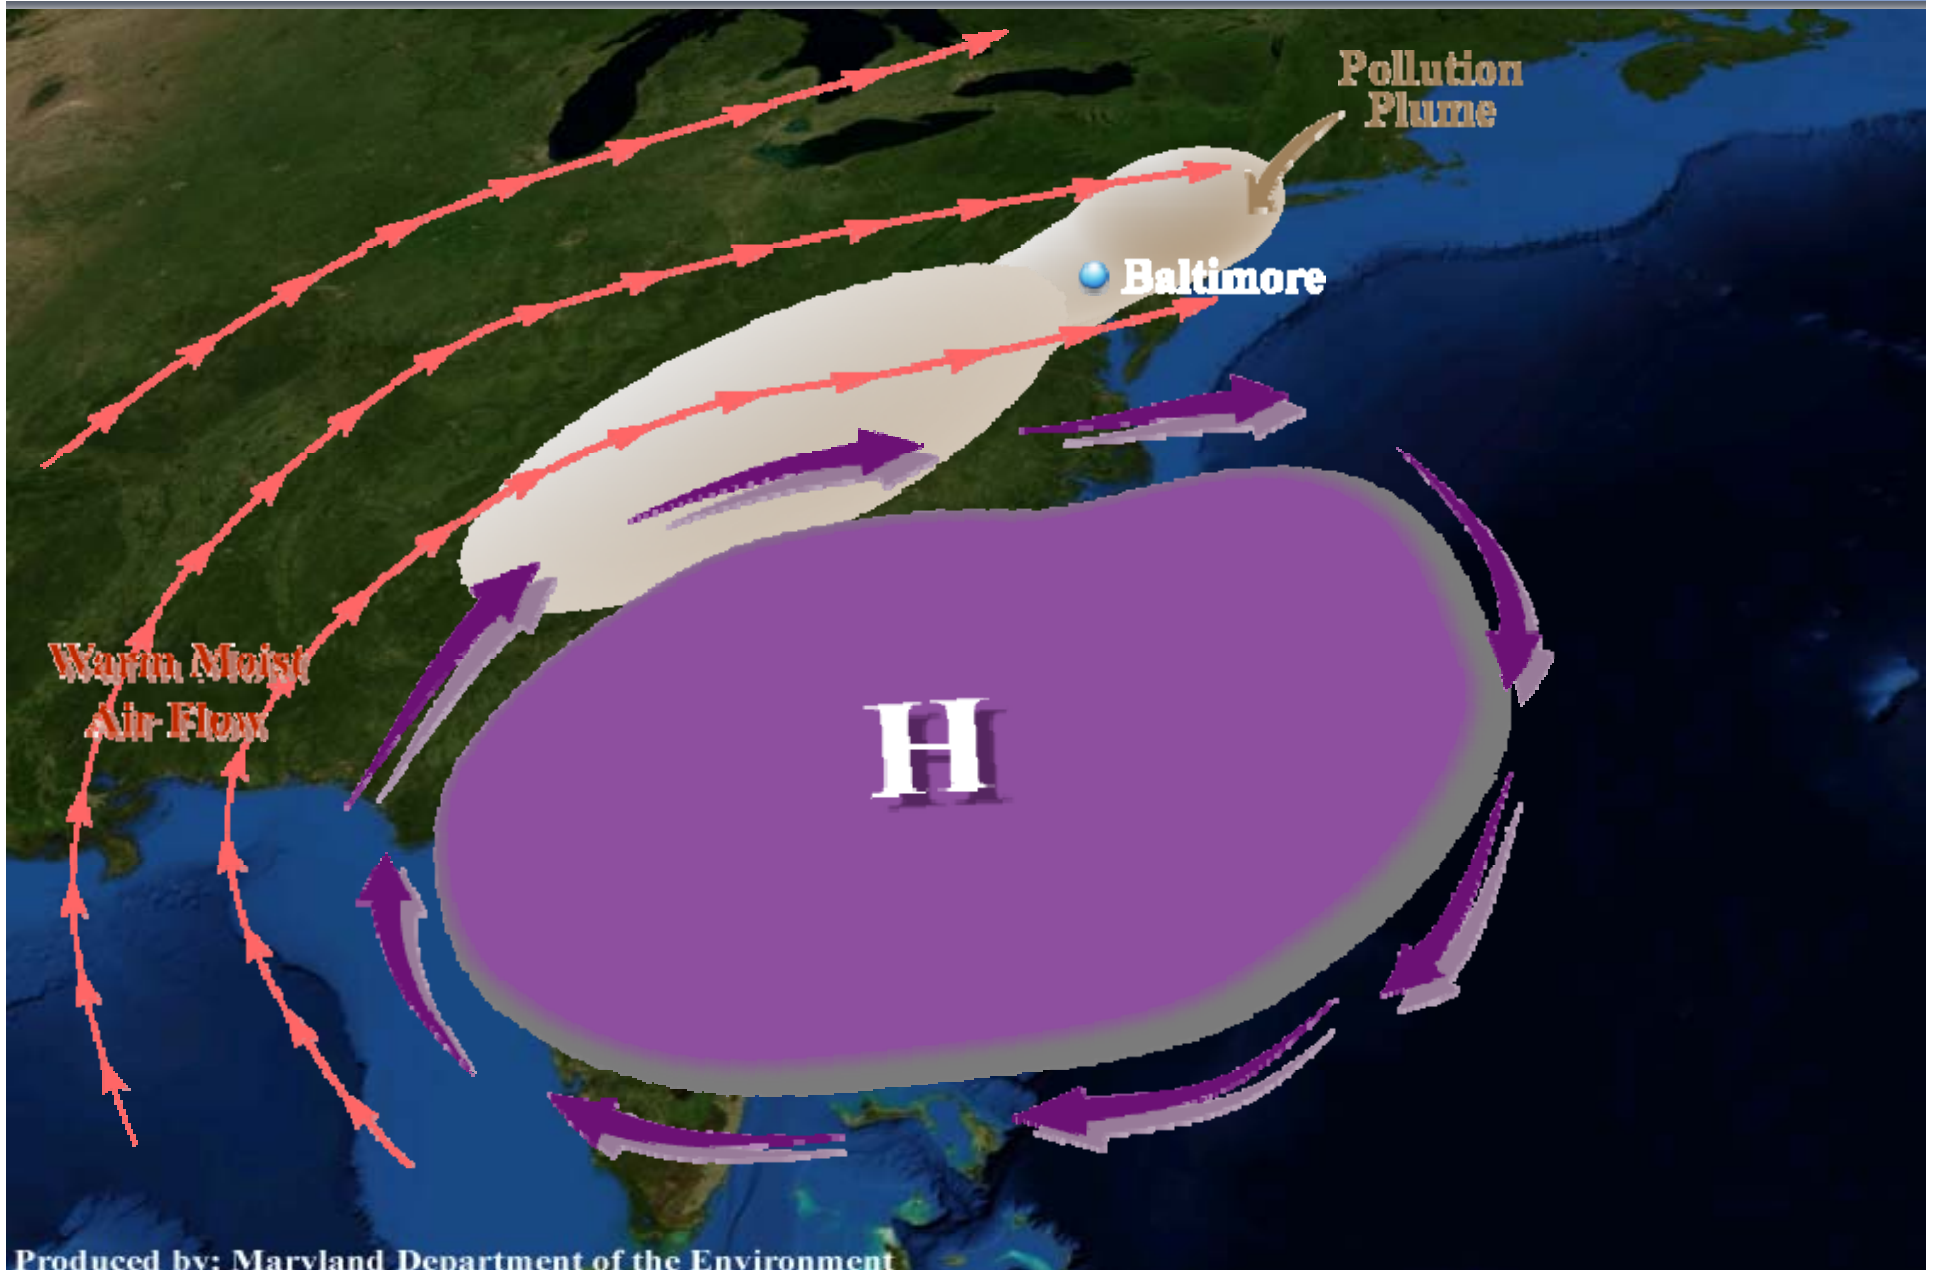 Pollution
Plume
Baltimore
Warm Moist
Air Flow
H
Produced by: Maryland Department of the Environment